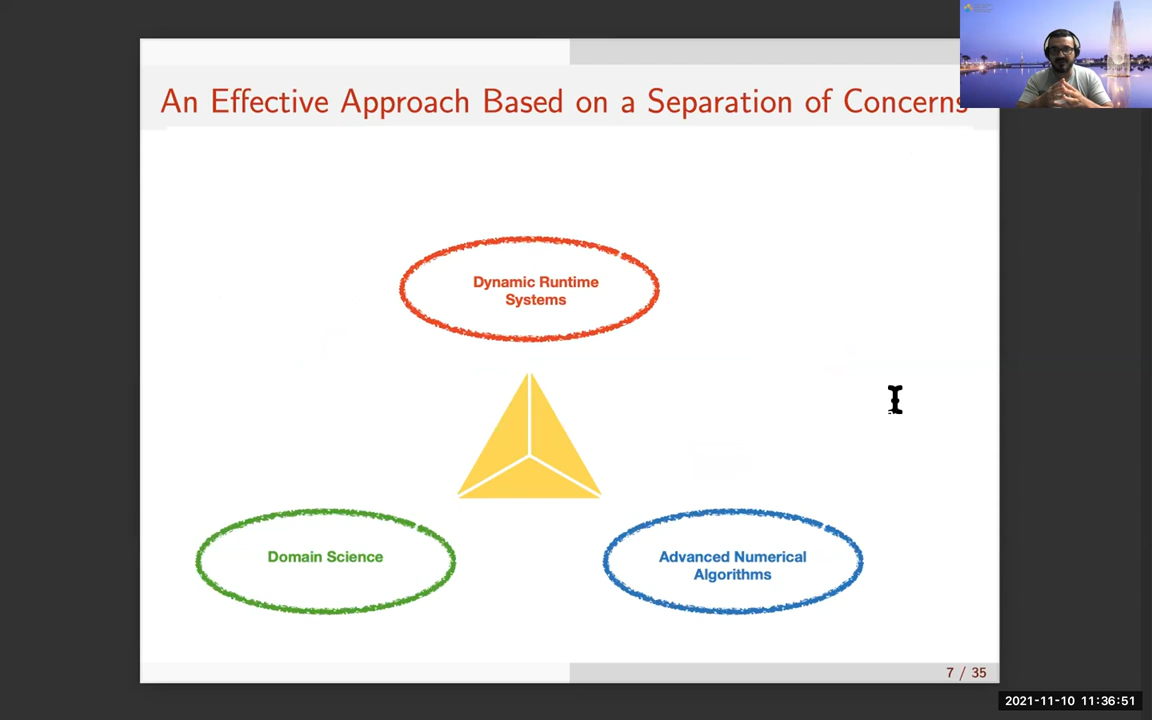 An Effective Approach Based on a Separation of Concerns
Dynamic Runtime
Systems
Domain Science
Advanced Numerical
Algorithms
7 / 35
2021-11-10 11:36:51